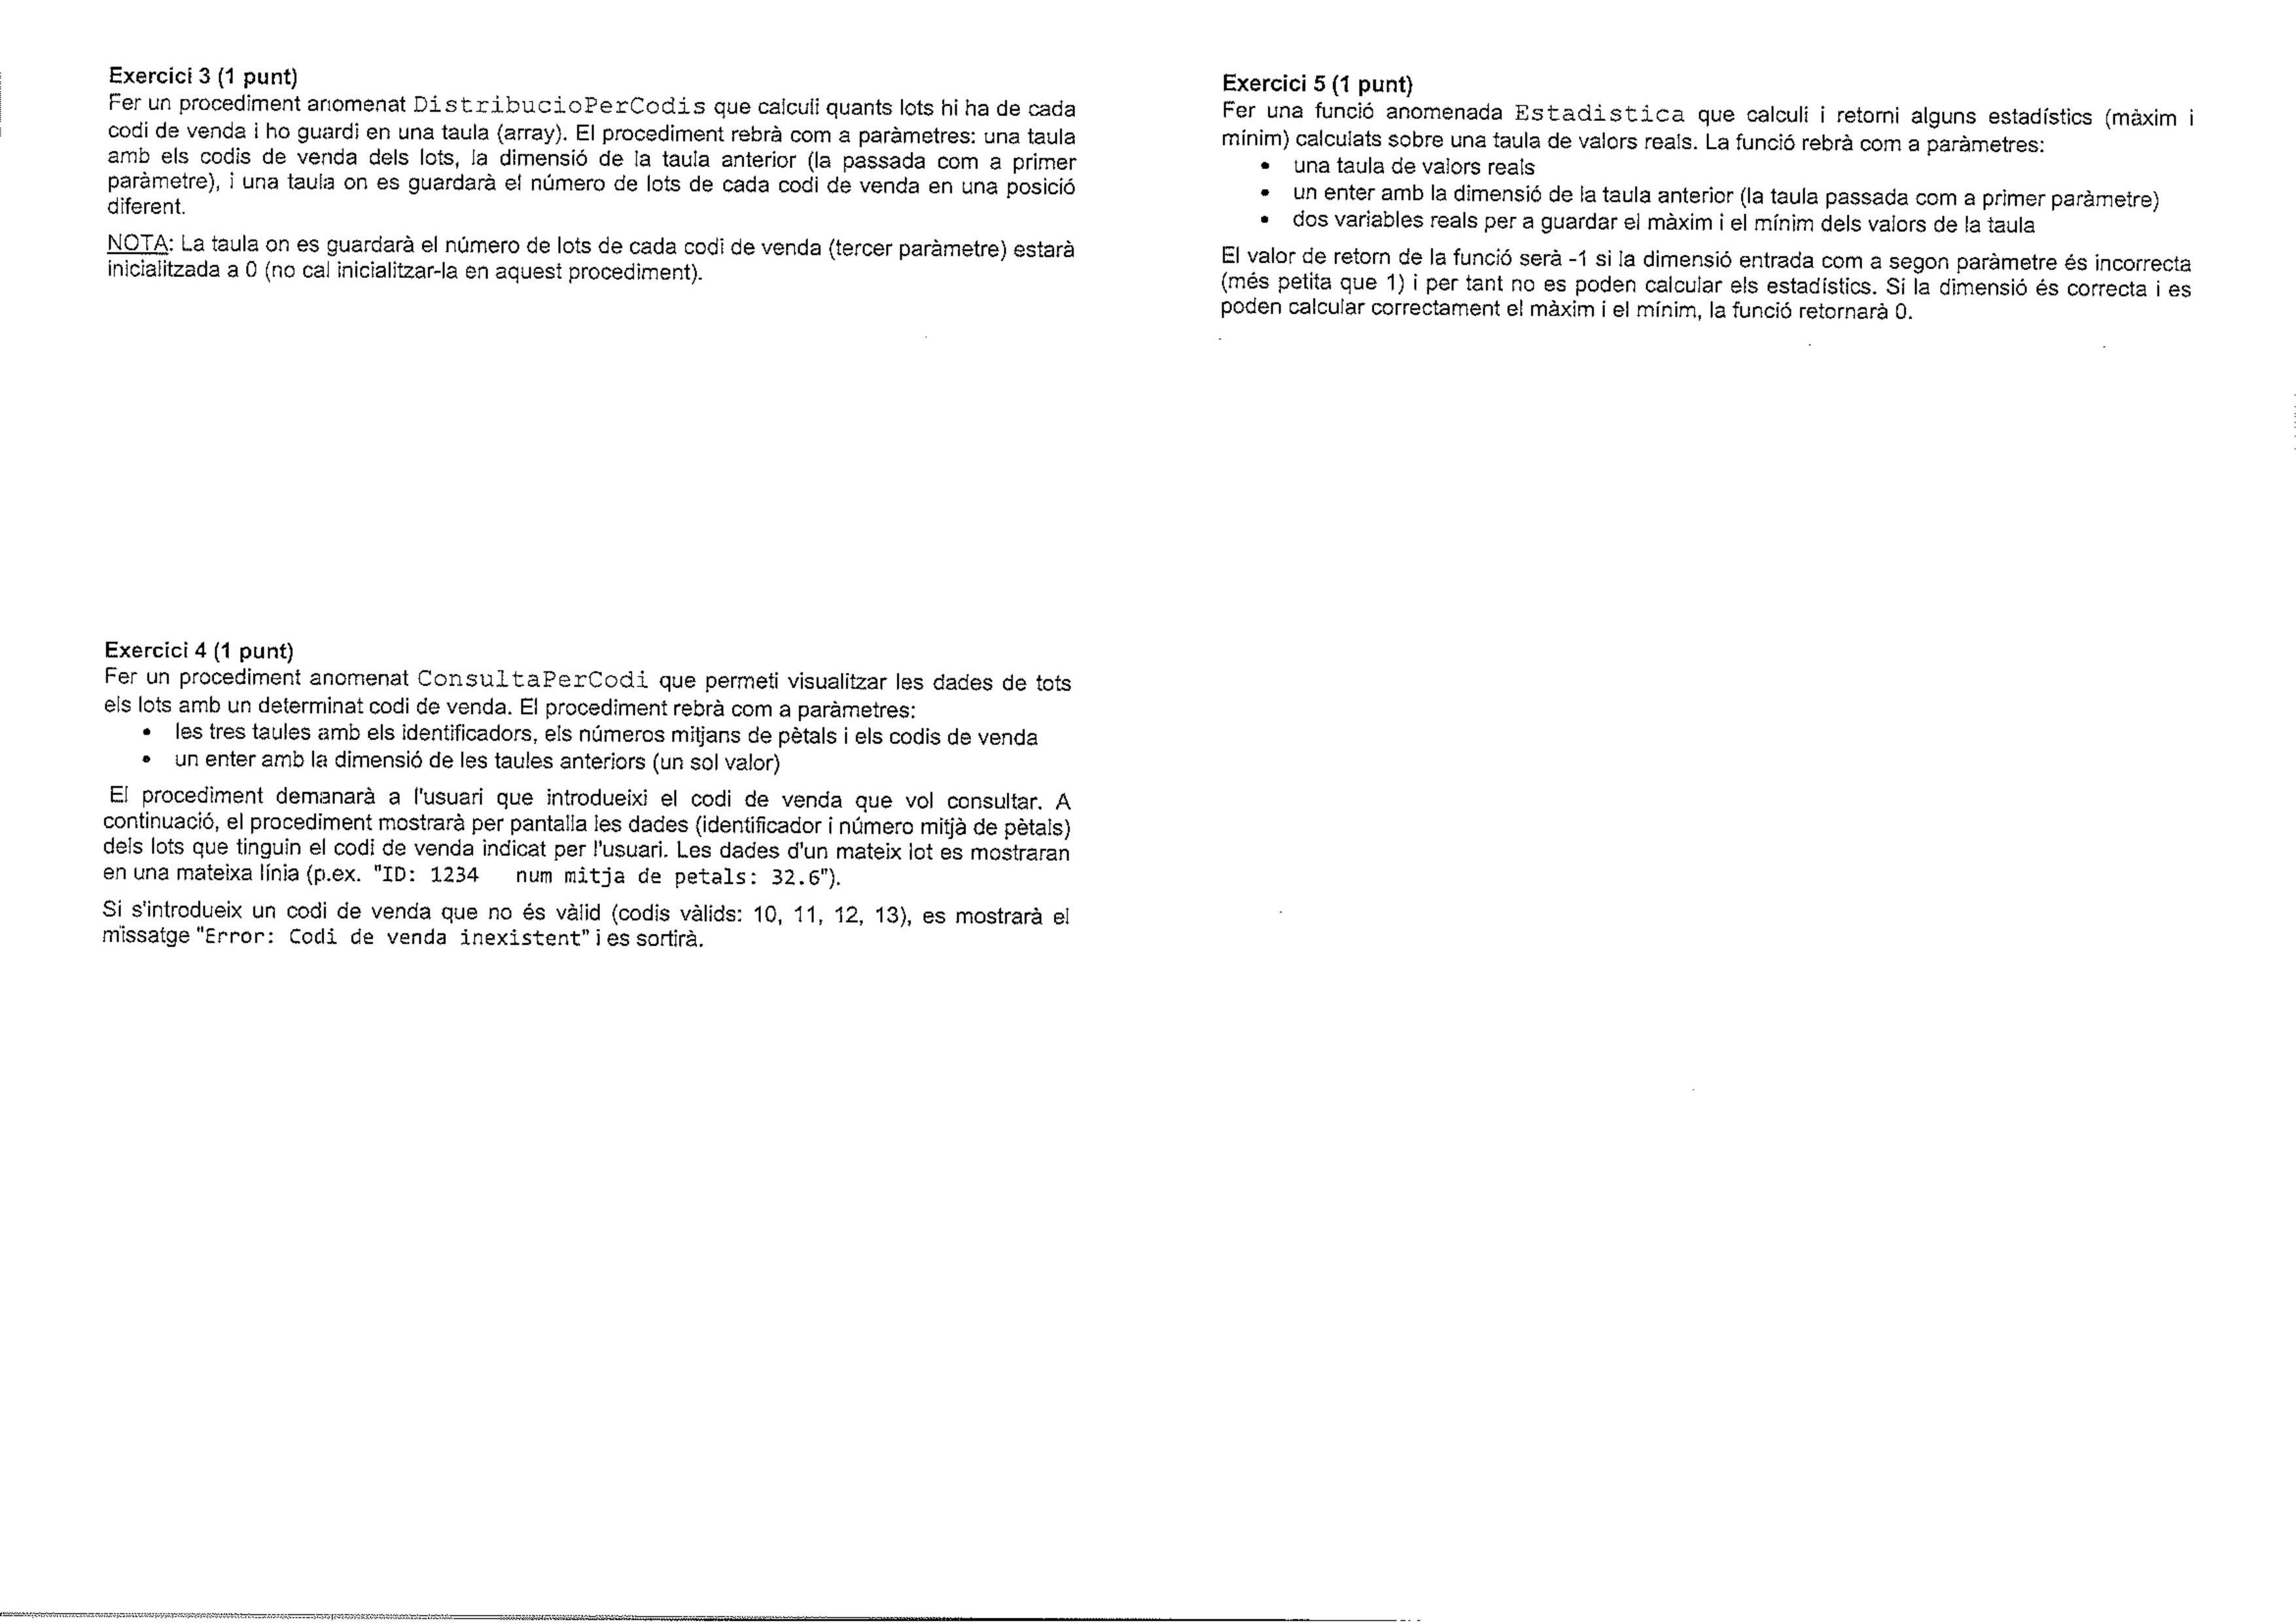 Exercici 3 (1 punt)
Fer un procediment anomenat DistribucioPerCodis que calculi quants lots hi ha de cada
codi de venda i ho guardi en una taula (array). El procediment rebrà com a paràmetres: una taula
amb els codis de venda dels lots, la dimensió de la taula anterior (la passada com a primer
paràmetre), i una taula on es guardarà el número de lots de cada codi de venda en una posició
diferent.
NOTA: La taula on es guardarà el número de lots de cada codi de venda (tercer paràmetre) estarà
inicialitzada a 0 (no cal inicialitzar-la en aquest procediment).
Exercici 4 (1 punt)
Fer un procediment anomenat ConsultaPerCodi que permeti visualitzar les dades de tots
els lots amb un determinat codi de venda. El procediment rebrà com a paràmetres:
• les tres taules amb els identificadors, els números mitjans de pètals i els codis de venda
• un enter amb la dimensió de les taules anteriors (un sol valor)
El procediment demanarà a l'usuari que introdueixi el codi de venda que vol consultar. A
continuació, el procediment mostrarà per pantalla les dades (identificador i número mitjà de pètals)
dels lots que tinguin el codi de venda indicat per l'usuari. Les dades d'un mateix lot es mostraran
en una mateixa línia (p.ex. "ID: 1234 num mitja de petals: 32.6").
Si s'introdueix un codi de venda que no és vàlid (codis vàlids: 10, 11, 12, 13), es mostrarà el
missatge "Error: Codi de venda inexistent" i es sortirà.
Exercici 5 (1 punt)
Fer una funció anomenada Estadistica que calculi i retorni alguns estadístics (màxim i
mínim) calculats sobre una taula de valors reals. La funció rebrà com a paràmetres:
• una taula de valors reals
• un enter amb la dimensió de la taula anterior (la taula passada com a primer paràmetre)
• dos variables reals per a guardar el màxim i el mínim dels valors de la taula
El valor de retorn de la funció serà -1 si la dimensió entrada com a segon paràmetre és incorrecta
(més petita que 1) i per tant no es poden calcular els estadístics. Si la dimensió és correcta i es
poden calcular correctament el màxim i el mínim, la funció retornarà 0.